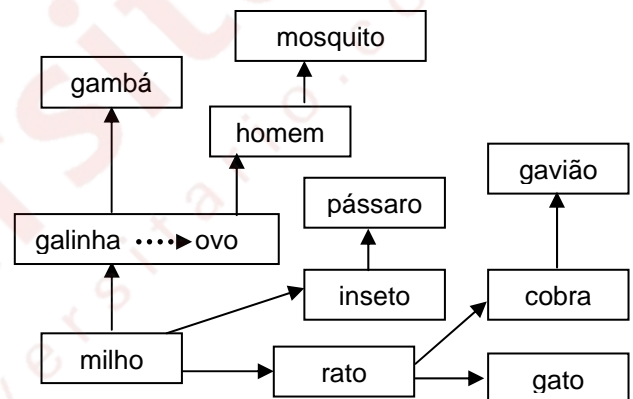 mosquito
gambá
homem
gavião
pássaro
galinha ovo
inseto
cobra
milho
rato
gato